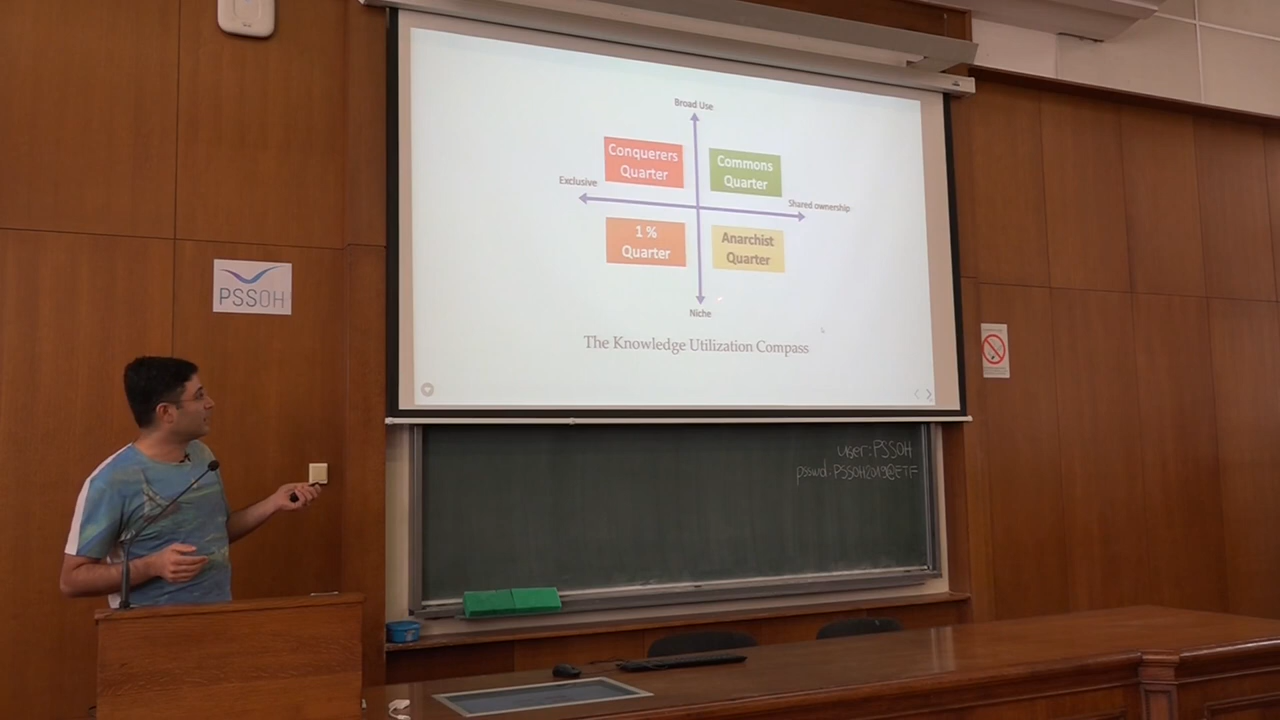 Broad Use
Conquerers
Quarter
Commons
Quarter
Exclusive
Shared ownership
1 %
Quarter
Anarchist
Quarter
Niche
The Knowledge Utilization Compass
PSSOH
user: PSSOH
psswd: PSSOH2019@ETF